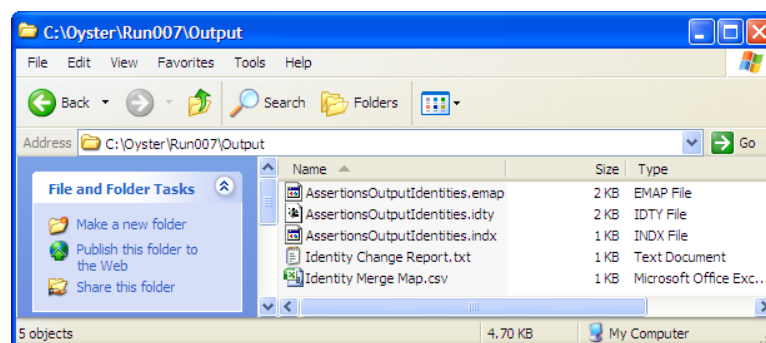 C:\Oyster\Run007\Output
File Edit View Favorites Tools Help
Back Search Folders
Address C:\Oyster\Run007\Output Go
File and Folder Tasks
Make a new folder
Publish this folder to
the Web
Share this folder
Name Size Type
AssertionsOutputIdentities.emap 2 KB EMAP File
AssertionsOutputIdentities.idty 2 KB IDTY File
AssertionsOutputIdentities.indx 1 KB INDX File
Identity Change Report.txt 1 KB Text Document
Identity Merge Map.csv 1 KB Microsoft Office Exc...
5 objects 4.70 KB My Computer